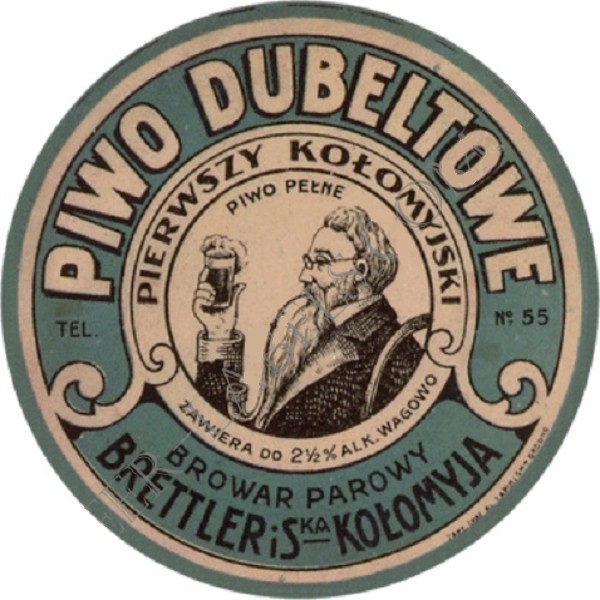 PIWO DUBELTOWE
PIERWSZY KOŁOMYJSKI
PIWO PEŁNE
TEL.
Nº 55
ZAWIERA DO 2½% ALK. WAGOWO
BROWAR PAROWY
BRETTLER i SKA KOŁOMYJA